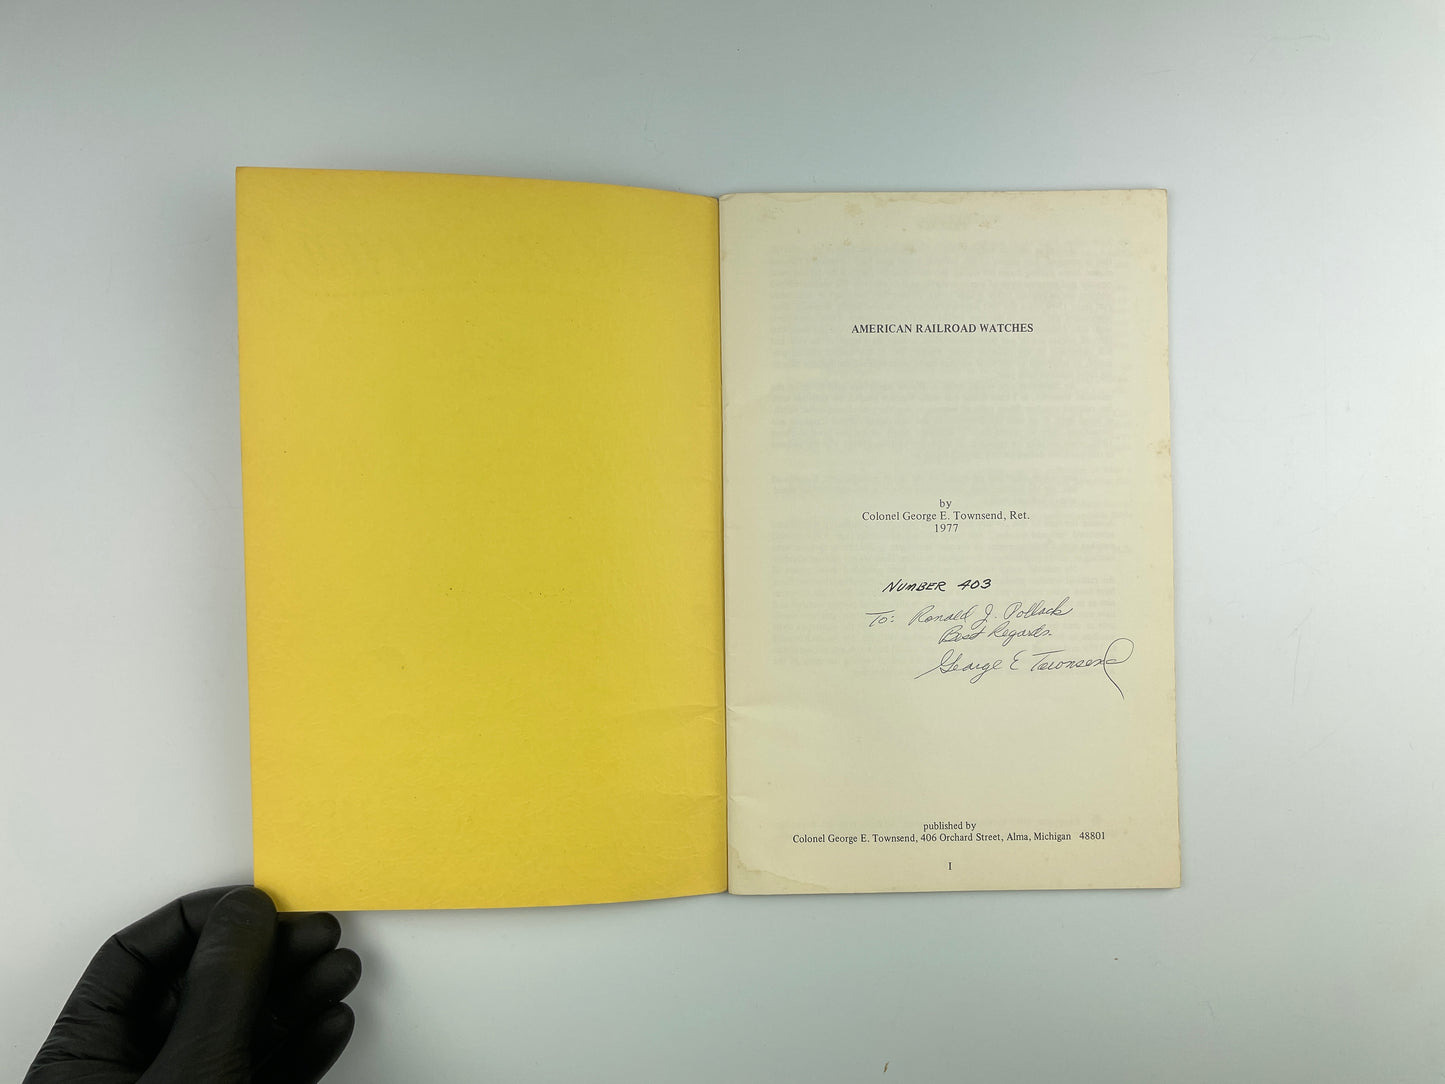 AMERICAN RAILROAD WATCHES
by
Colonel George E. Townsend, Ret.
1977
NUMBER 403
To: Ronald J. Pollack
Best Regards
George E Townsend
published by
Colonel George E. Townsend, 406 Orchard Street, Alma, Michigan 48801
I